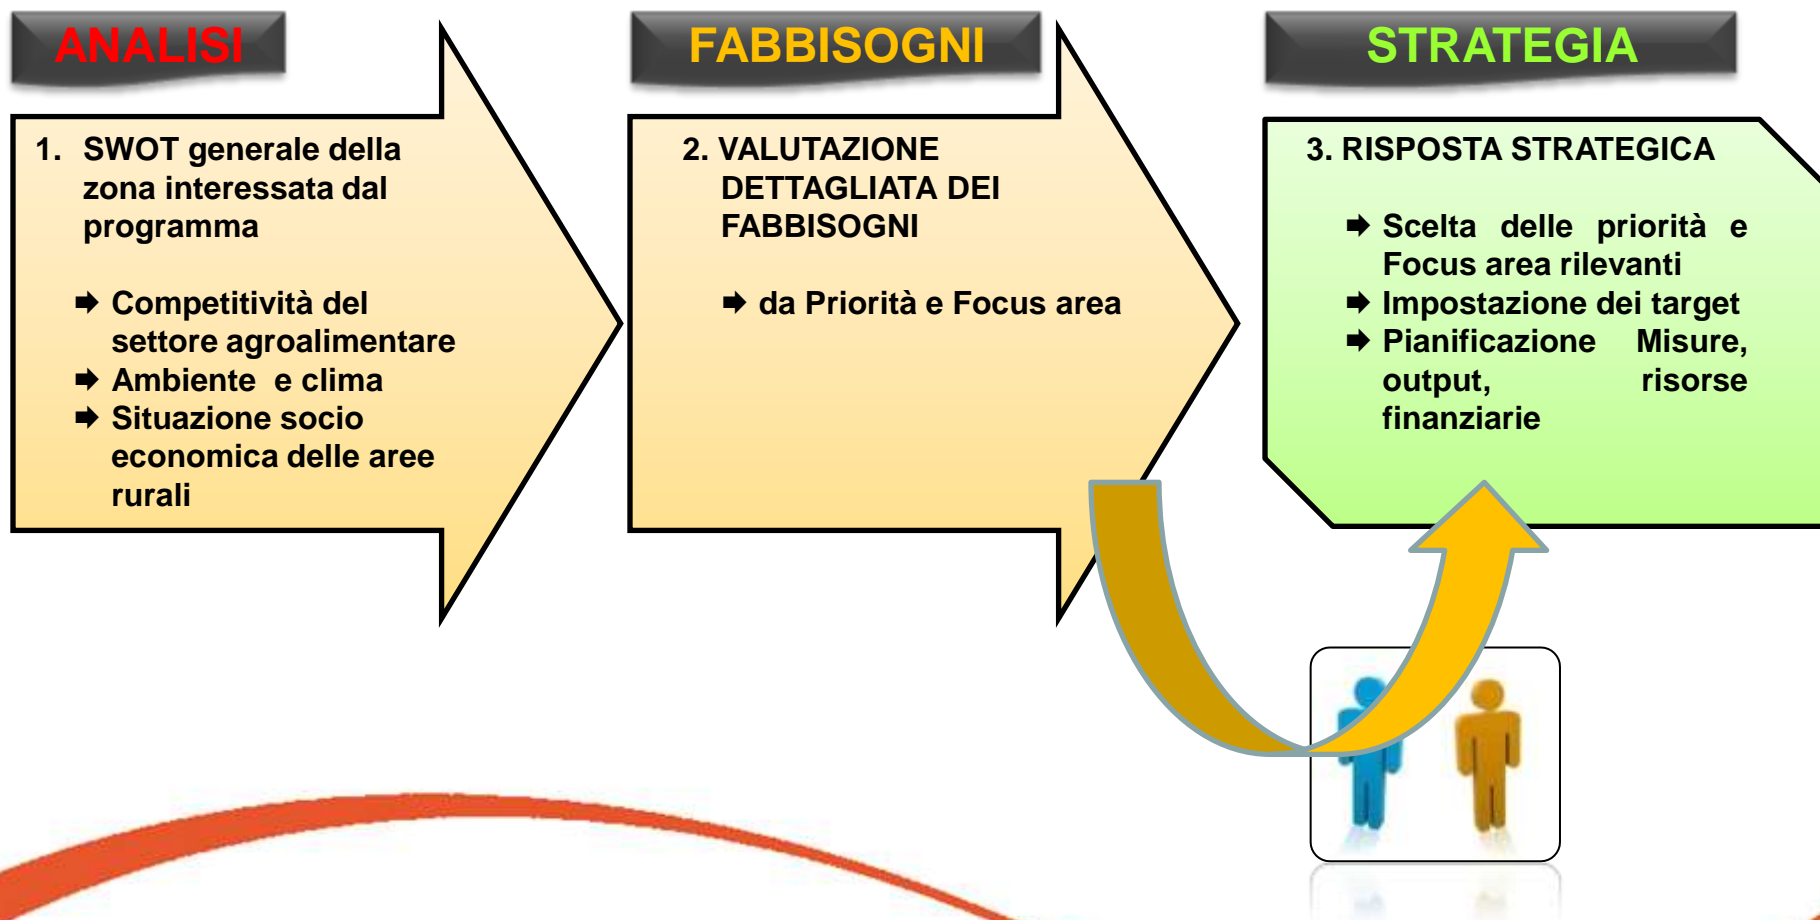 ANALISI
1. SWOT generale della
zona interessata dal
programma
Competitività del
settore agroalimentare
Ambiente e clima
Situazione socio
economica delle aree
rurali
FABBISOGNI
2. VALUTAZIONE
DETTAGLIATA DEI
FABBISOGNI
da Priorità e Focus area
STRATEGIA
3. RISPOSTA STRATEGICA
Scelta delle priorità e
Focus area rilevanti
Impostazione dei target
Pianificazione Misure,
output, risorse
finanziarie